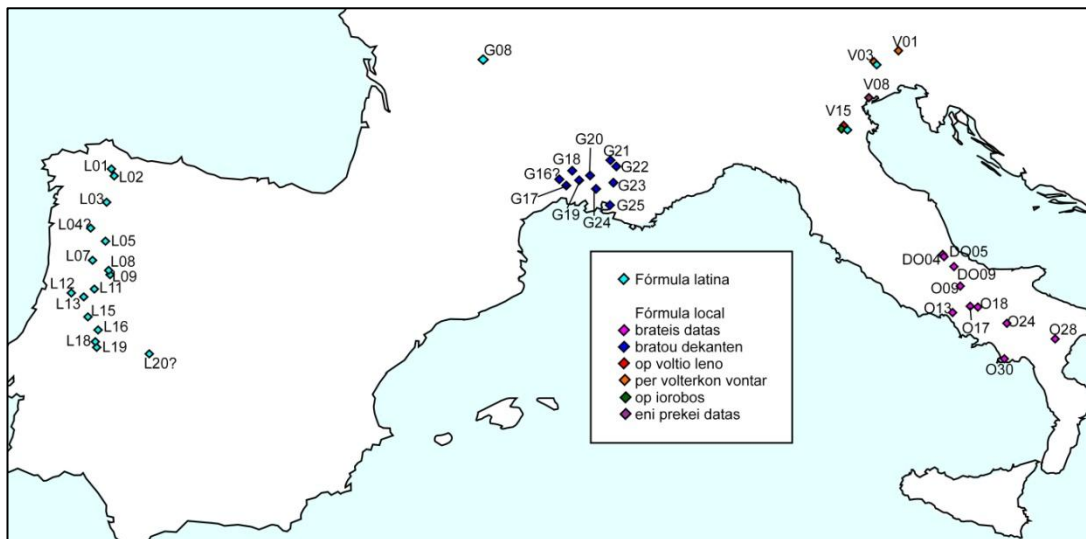 G08
V01
V03
V08
V15
G20
G21
G18
G22
G16?
G23
G17
G19
G24
G25
L01
L02
L03
L04?
L05
L07
L08
L09
L11
L12
L13
L15
L16
L18
L19
L20?
DO05
DO04
DO09
O09
O13
O18
O17
O24
O28
O30
Fórmula latina
Fórmula local
brateis datas
bratou dekanten
op voltio leno
per volterkon vontar
op iorobos
eni prekei datas